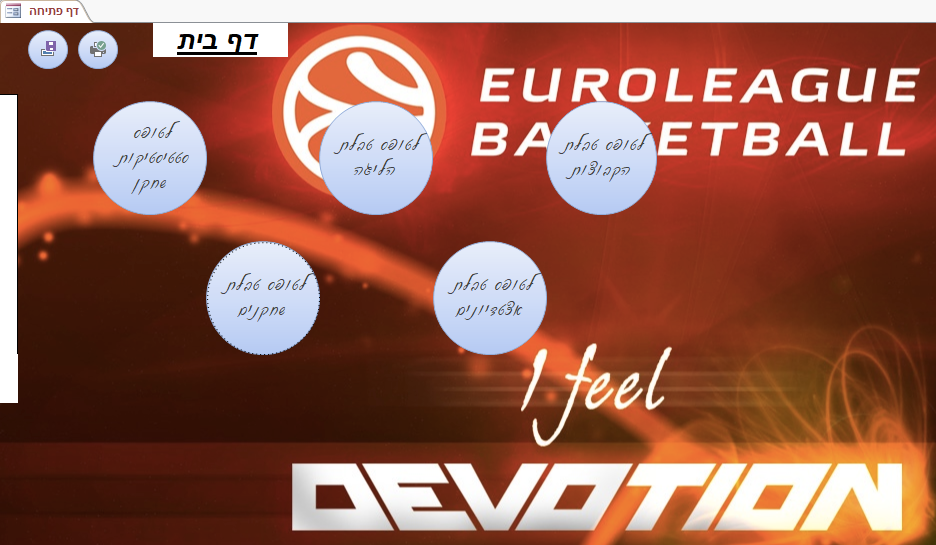 דף פתיחה
דף בית
EUROLEAGUE
BASKETBALL
לטופס
סטטיסטיקות
שחקן
לטופס טבלת
הליגה
לטופס טבלת
הקבוצות
לטופס טבלת
שחקנים
לטופס טבלת
אצטדיונים
I feel
DEVOTION